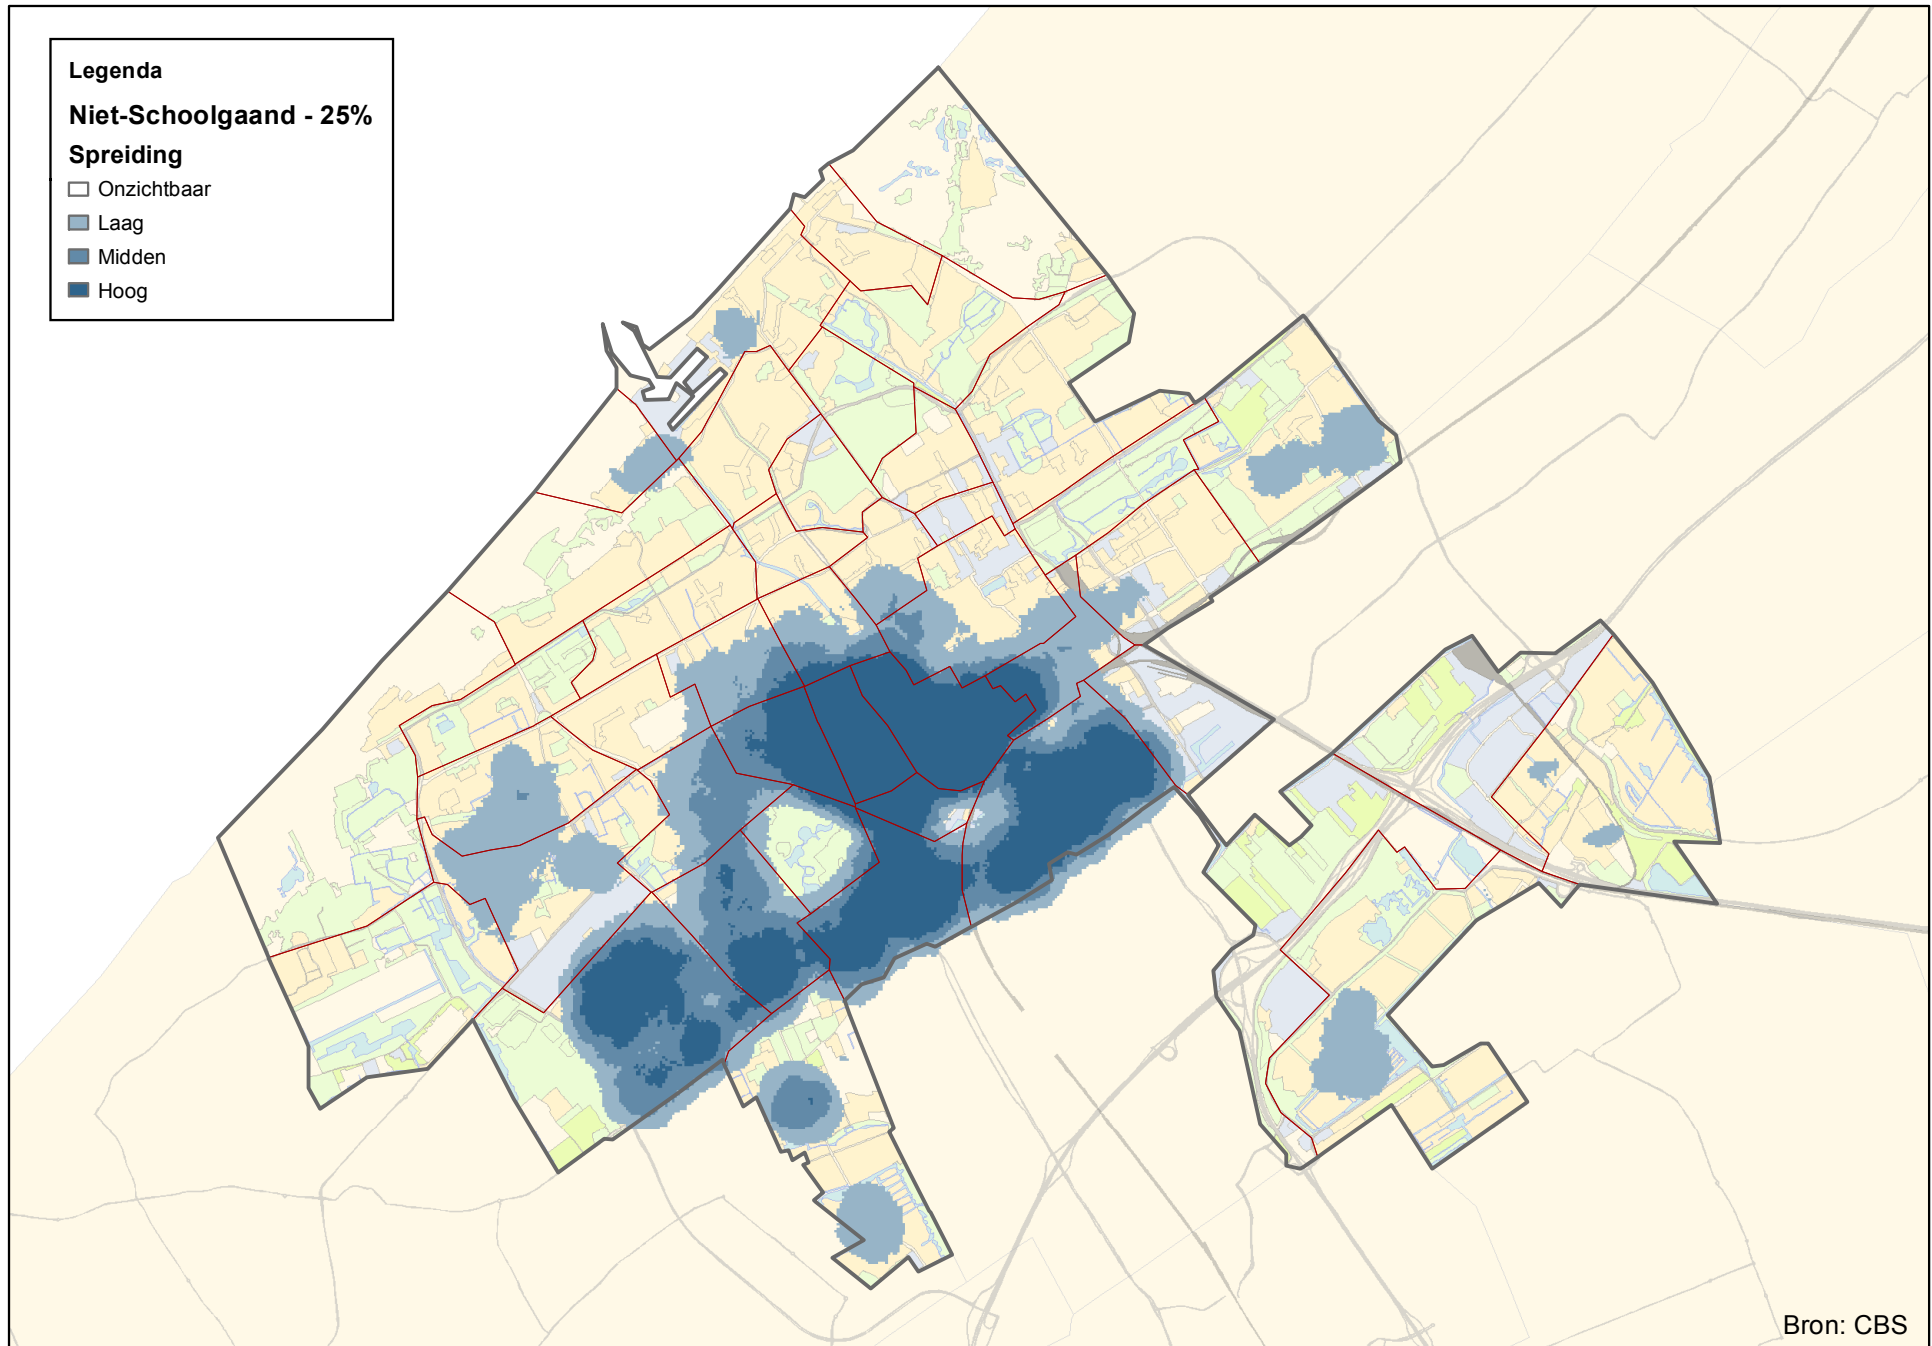 Legenda
Niet-Schoolgaand - 25%
Spreiding
Onzichtbaar
Laag
Midden
Hoog
Bron: CBS